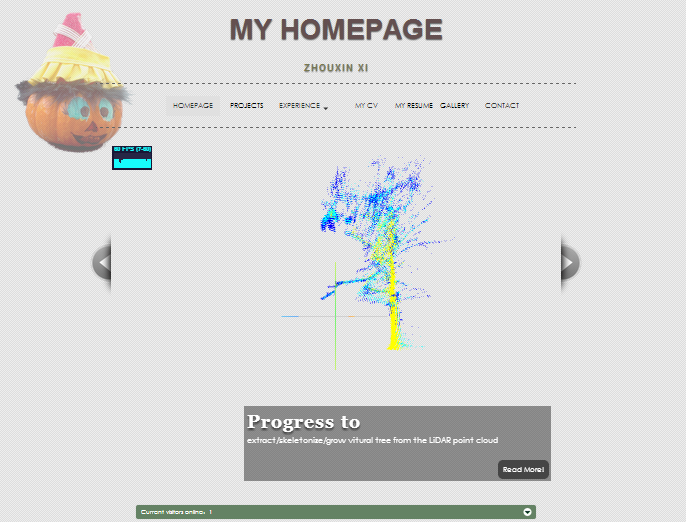 MY HOMEPAGE
ZHOUXIN XI
HOMEPAGE PROJECTS EXPERIENCE MY CV MY RESUME GALLERY CONTACT
60 FPS (7-60)
Progress to
extract/skeletonize/grow vitural tree from the LiDAR point cloud
Read More!
Current visitors online: 1